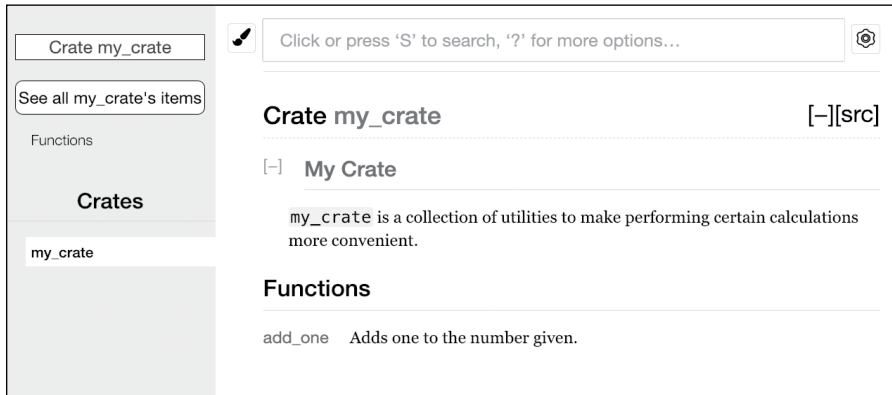 Crate my_crate
See all my_crate's items
Functions
Crates
my_crate
Click or press ‘S’ to search, ‘?’ for more options…
Crate my_crate
[−][src]
[−] My Crate
my_crate is a collection of utilities to make performing certain calculations
more convenient.
Functions
add_one Adds one to the number given.